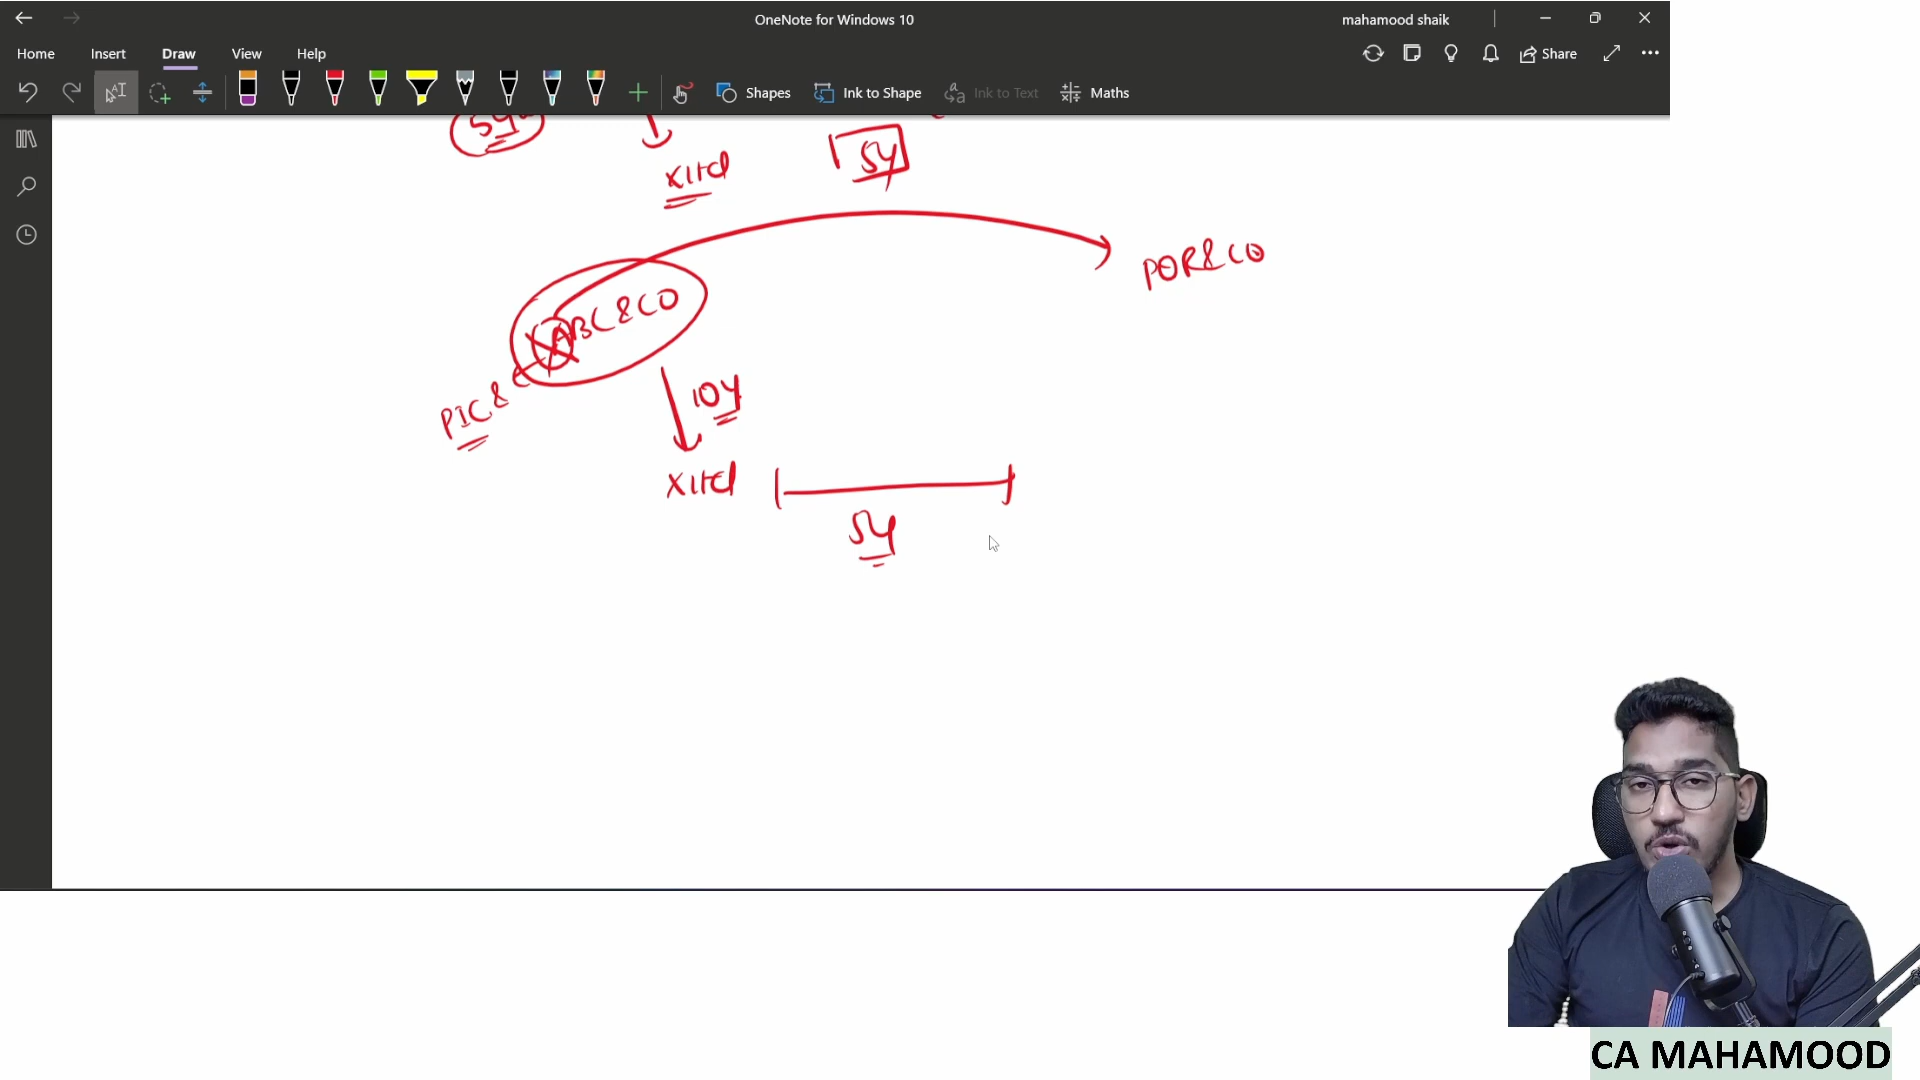 OneNote for Windows 10
mahamood shaik
Home Insert Draw View Help
Share
Shapes Ink to Shape Ink to Text Maths
5y
xltd
5y
PQR&CO
ABC&CO
PIC&
10y
xltd
5y
CA MAHAMOOD